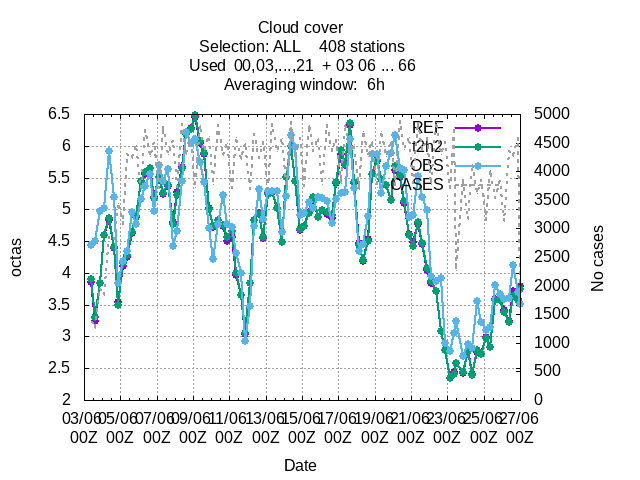 Cloud cover
Selection: ALL    408 stations
Used  00,03,...,21  + 03 06 ... 66
Averaging window:  6h
6.5
6
5.5
5
4.5
4
3.5
3
2.5
2
octas
5000
4500
4000
3500
3000
2500
2000
1500
1000
500
0
No cases
REF
t2h2
OBS
CASES
03/06 05/06 07/06 09/06 11/06 13/06 15/06 17/06 19/06 21/06 23/06 25/06 27/06
00Z 00Z 00Z 00Z 00Z 00Z 00Z 00Z 00Z 00Z 00Z 00Z 00Z
Date